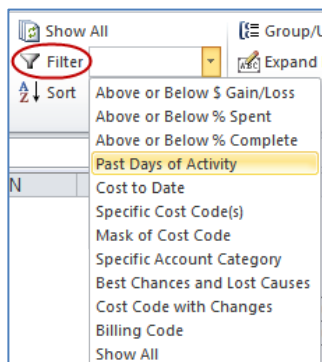 Show All
Group/U
Filter
Expand
Sort
Above or Below $ Gain/Loss
Above or Below % Spent
Above or Below % Complete
Past Days of Activity
N
Cost to Date
Specific Cost Code(s)
Mask of Cost Code
Specific Account Category
Best Chances and Lost Causes
Cost Code with Changes
Billing Code
Show All